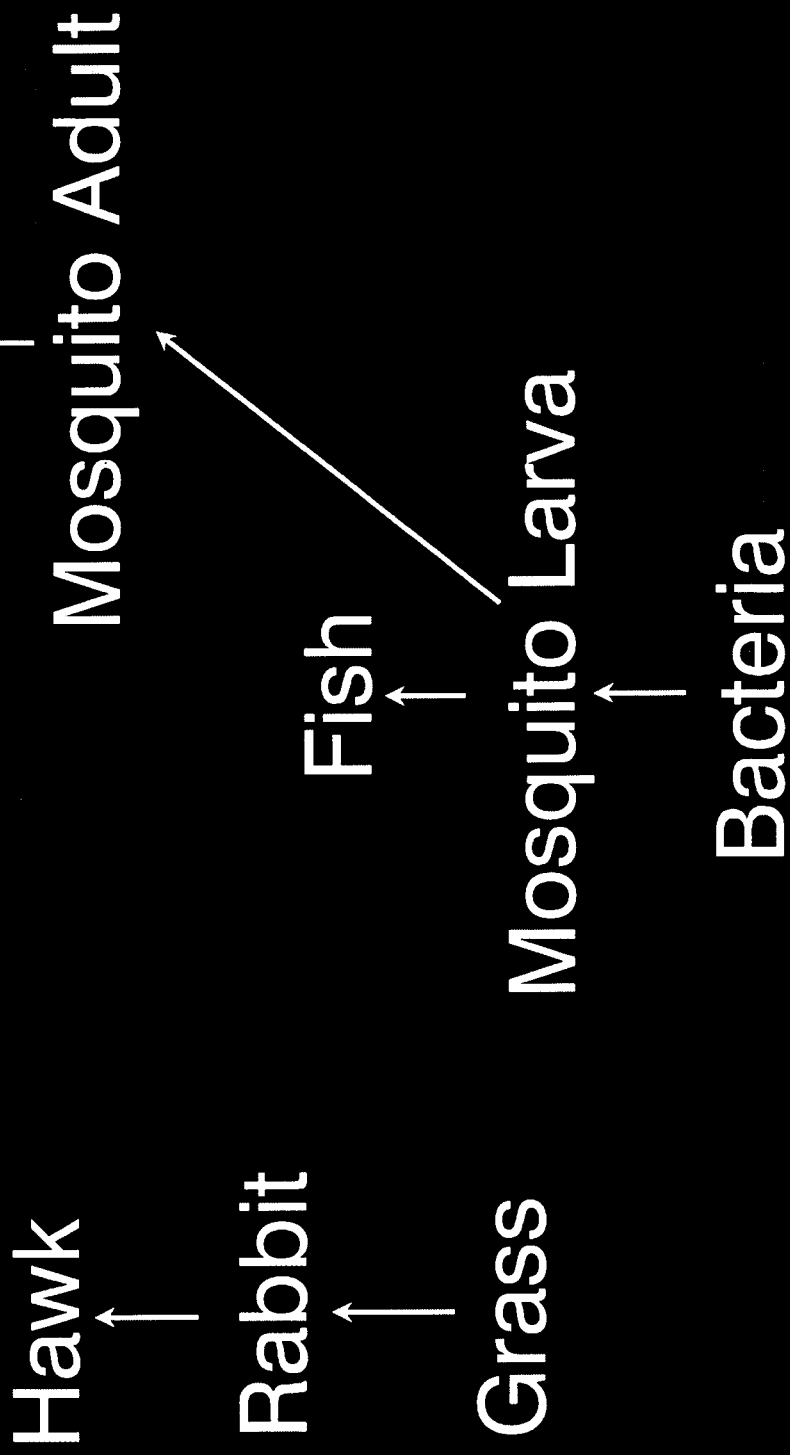 Hawk
Rabbit
Grass
Mosquito Adult
Fish
Mosquito Larva
Bacteria